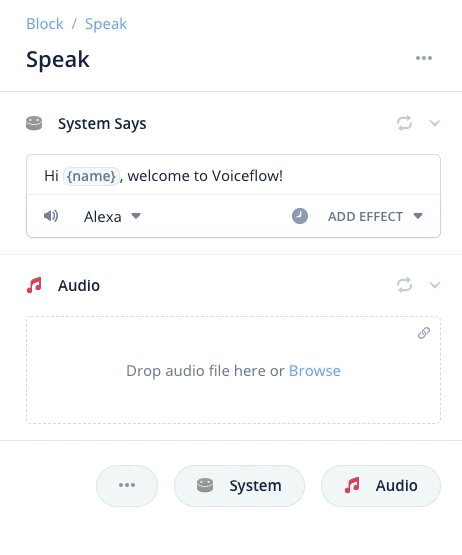 Block / Speak
Speak
System Says
Hi {name}, welcome to Voiceflow!
Alexa ADD EFFECT
Audio
Drop audio file here or Browse
System Audio